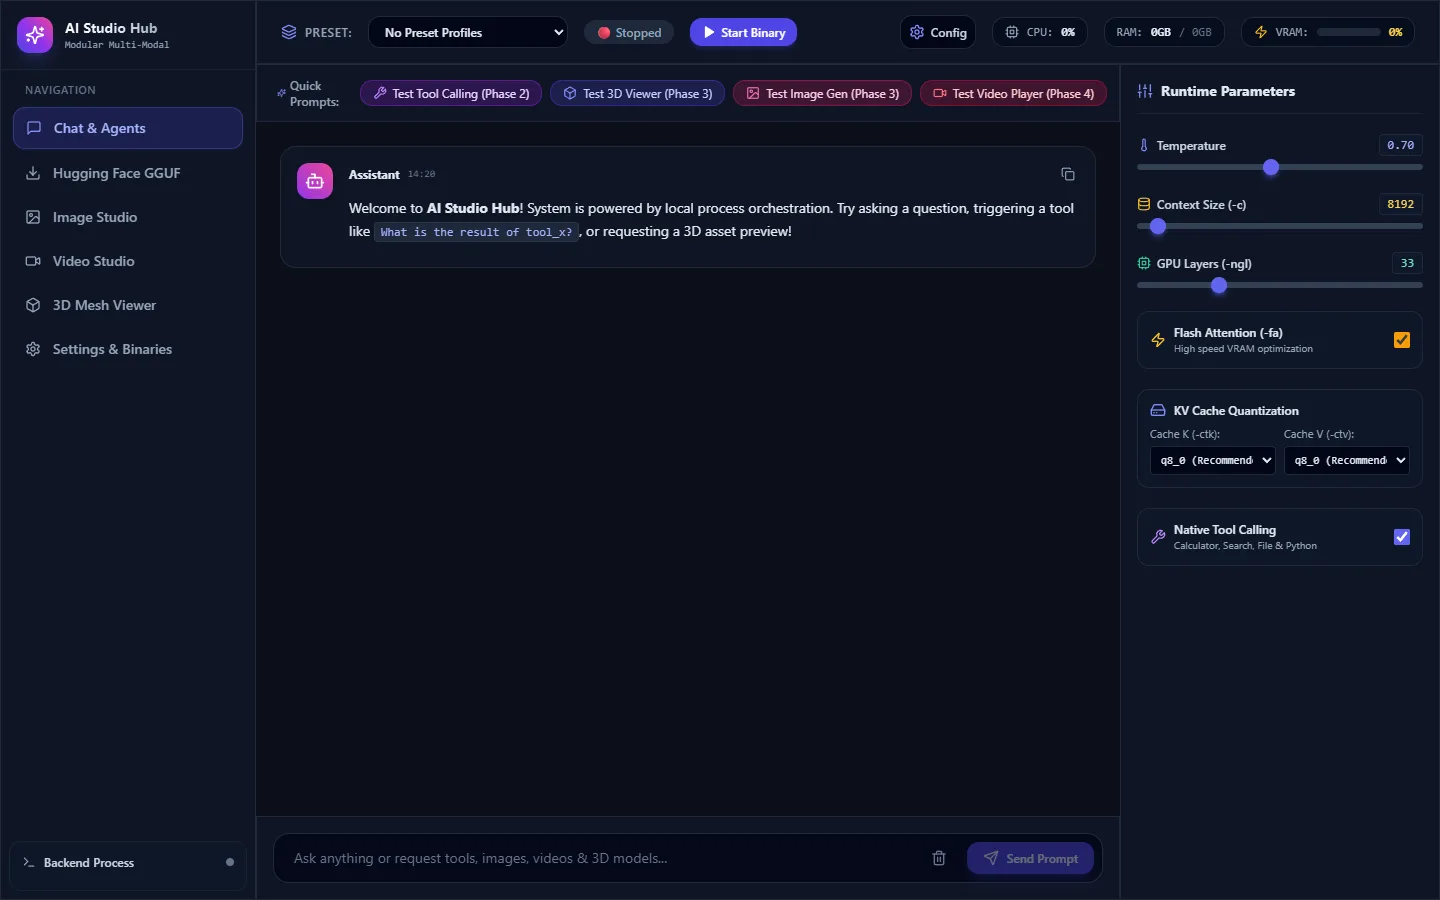 AI Studio Hub
Modular Multi-Modal
NAVIGATION
Chat & Agents
Hugging Face GGUF
Image Studio
Video Studio
3D Mesh Viewer
Settings & Binaries
Backend Process
PRESET:
No Preset Profiles
Stopped
Start Binary
Config
CPU: 0%
RAM: 0GB / 0GB
VRAM: 0%
Quick
Prompts:
Test Tool Calling (Phase 2)
Test 3D Viewer (Phase 3)
Test Image Gen (Phase 3)
Test Video Player (Phase 4)
Assistant 14:20
Welcome to AI Studio Hub! System is powered by local process orchestration. Try asking a question, triggering a tool
like What is the result of tool_x?, or requesting a 3D asset preview!
Ask anything or request tools, images, videos & 3D models...
Send Prompt
Runtime Parameters
Temperature 0.70
Context Size (-c) 8192
GPU Layers (-ngl) 33
Flash Attention (-fa)
High speed VRAM optimization
KV Cache Quantization
Cache K (-ctk): Cache V (-ctv):
q8_0 (Recommend q8_0 (Recommend
Native Tool Calling
Calculator, Search, File & Python